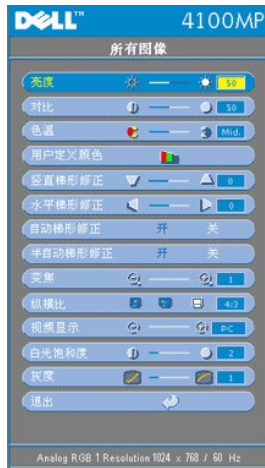 DELL™ 4100MP
所有图像
亮度 50
对比 50
色温 Mid.
用户定义颜色
竖直梯形修正 0
水平梯形修正 0
自动梯形修正 开 关
半自动梯形修正 开 关
变焦 1
纵横比 4:3
视频显示 PC
白光饱和度 2
灰度 1
退出
Analog RGB 1 Resolution 1024 x 768 / 60 Hz